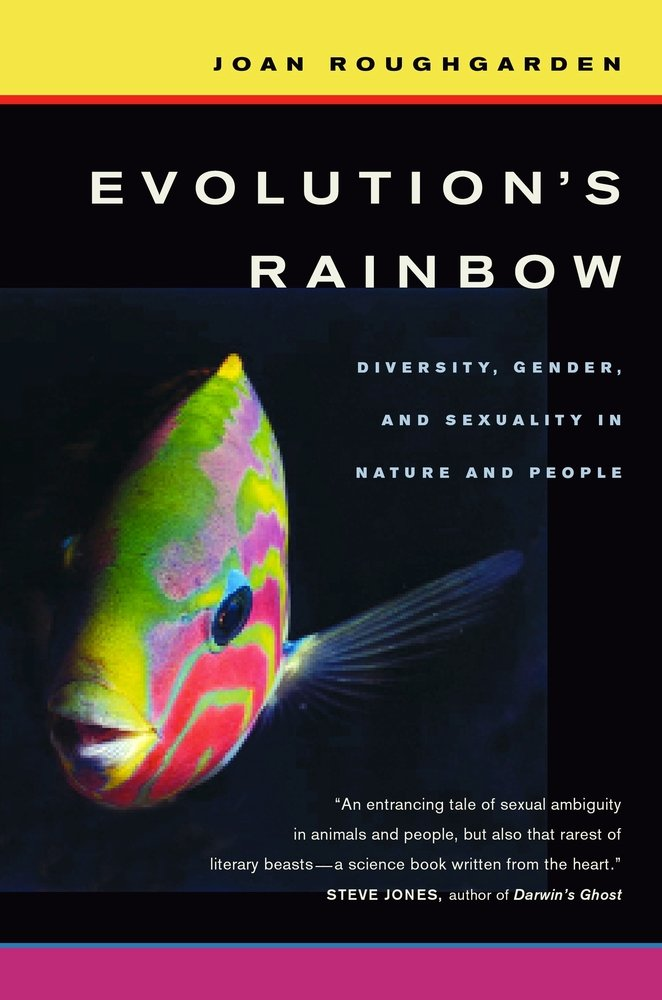 JOAN ROUGHGARDEN
EVOLUTION’S
RAINBOW
DIVERSITY, GENDER,
AND SEXUALITY IN
NATURE AND PEOPLE
“An entrancing tale of sexual ambiguity
in animals and people, but also that rarest of
literary beasts—a science book written from the heart.”
STEVE JONES, author of Darwin’s Ghost